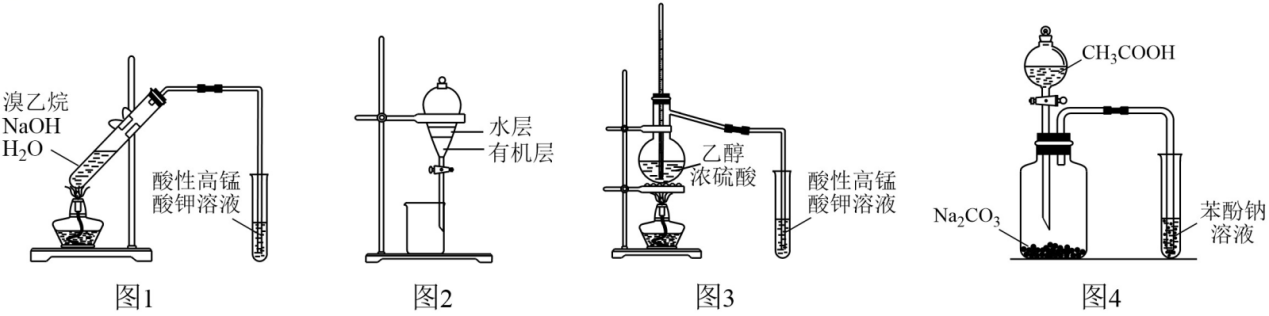 溴乙烷
NaOH
H₂O
酸性高锰
酸钾溶液
图1
水层
有机层
图2
乙醇
浓硫酸
酸性高锰
酸钾溶液
图3
CH₃COOH
Na₂CO₃
苯酚钠
溶液
图4